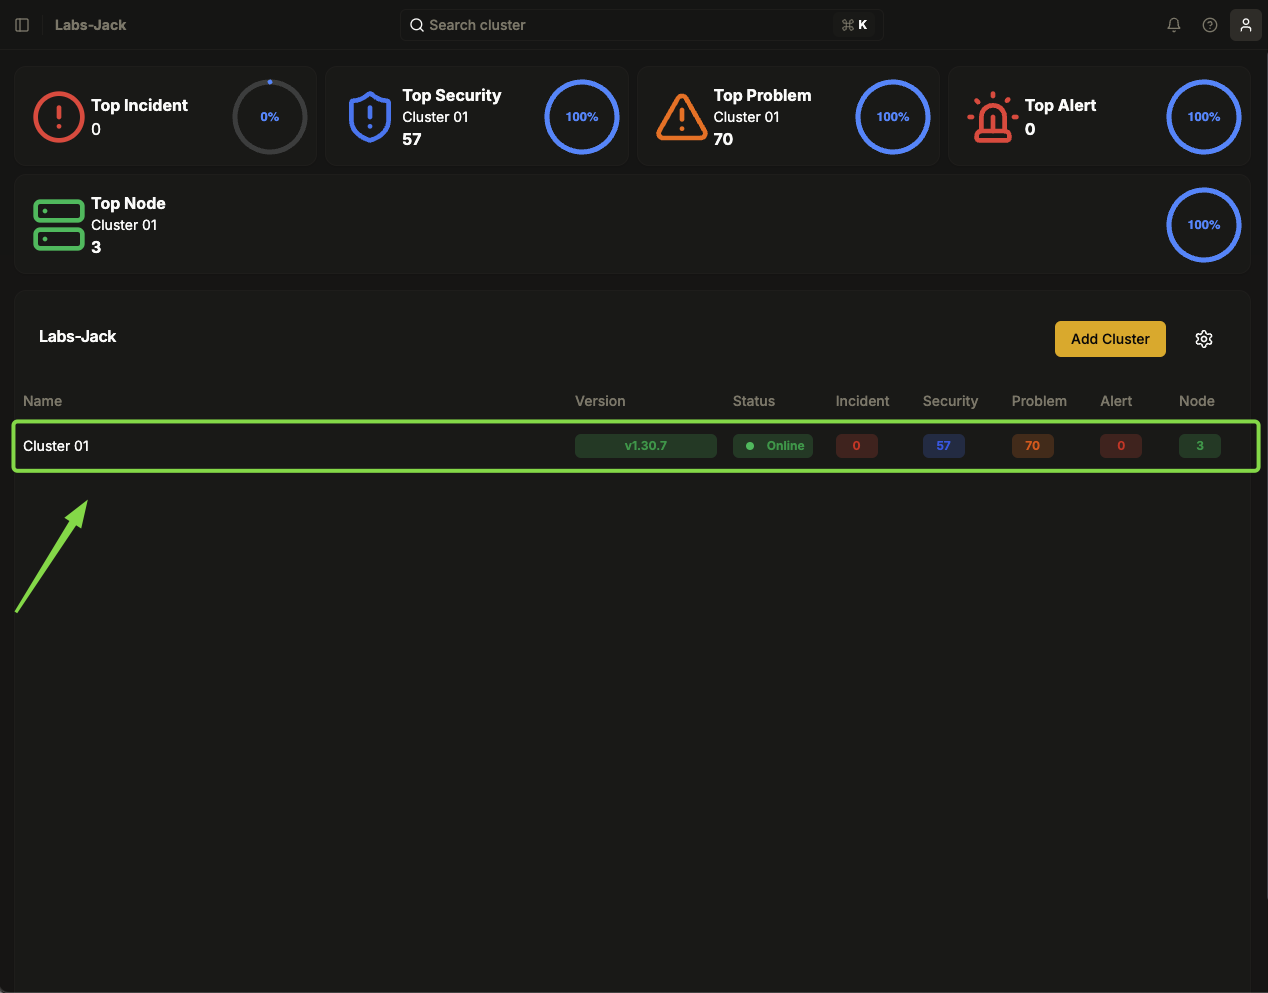 Labs-Jack
Search cluster
⌘ K
Top Incident
0
0%
Top Security
Cluster 01
57
100%
Top Problem
Cluster 01
70
100%
Top Alert
0
100%
Top Node
Cluster 01
3
100%
Labs-Jack
Add Cluster
Name Version Status Incident Security Problem Alert Node
Cluster 01 v1.30.7 Online 0 57 70 0 3